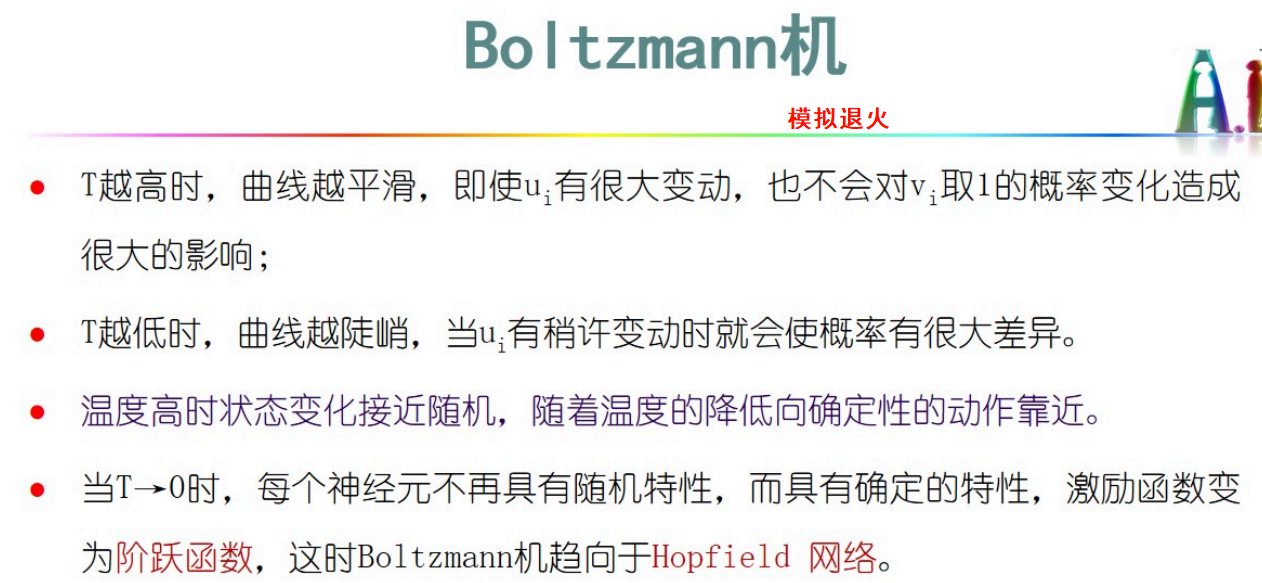 Boltzmann机
A.I
模拟退火
T越高时，曲线越平滑，即使ui有很大变动，也不会对vi取1的概率变化造成
很大的影响；
T越低时，曲线越陡峭，当ui有稍许变动时就会使概率有很大差异。
温度高时状态变化接近随机，随着温度的降低向确定性的动作靠近。
当T→0时，每个神经元不再具有随机特性，而具有确定的特性，激励函数变
为阶跃函数，这时Boltzmann机趋向于Hopfield 网络。